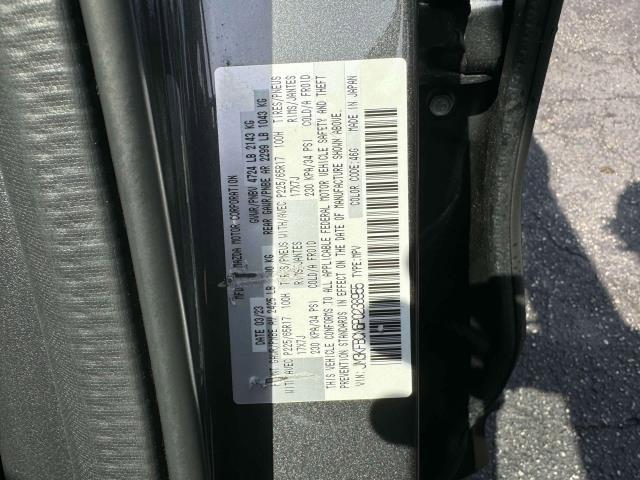 MFD BY MAZDA MOTOR CORPORATION
DATE 03/23 GVWR/PNBV 4724 LB 2143 KG
FRONT GAWR/PNBE AV 2425 LB 1100 KG REAR GAWR/PNBE AR 2299 LB 1043 KG
WITH/AVEC P225/65R17 100H TIRES/PNEUS WITH/AVEC P225/65R17 100H TIRES/PNEUS
17X7J RIMS/JANTES 17X7J RIMS/JANTES
230 KPA/34 PSI COLD/A FROID 230 KPA/34 PSI COLD/A FROID
THIS VEHICLE CONFORMS TO ALL APPLICABLE FEDERAL MOTOR VEHICLE SAFETY AND THEFT
PREVENTION STANDARDS IN EFFECT ON THE DATE OF MANUFACTURE SHOWN ABOVE.
VIN: TYPE:MPV COLOR CODE:46G MADE IN JAPAN